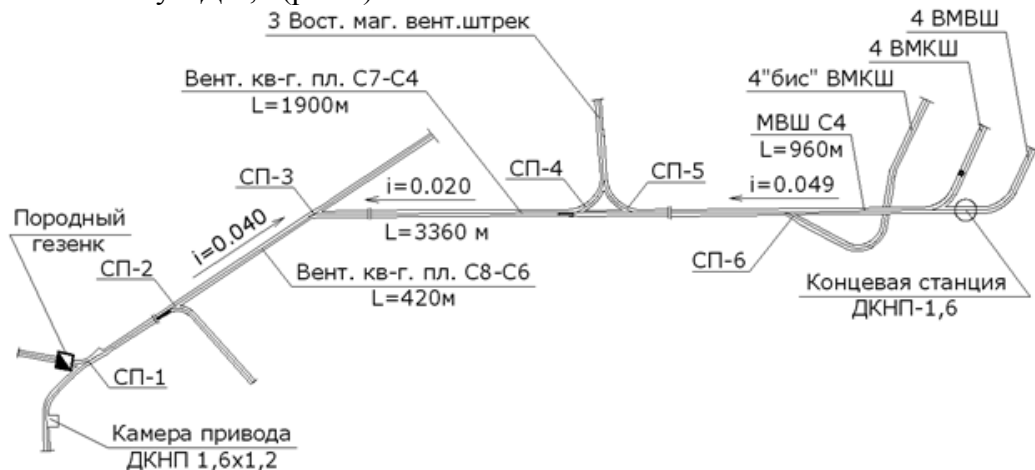 3 Вост. маг. вент.штрек
4 ВМВШ
4 ВМКШ
4"бис" ВМКШ
Вент. кв-г. пл. С7-С4
L=1900м
МВШ С4
L=960м
СП-3
СП-4
СП-5
i=0.020
i=0.049
L=3360 м
i=0.040
Породный
гезенк
СП-2
Вент. кв-г. пл. С8-С6
L=420м
СП-6
Концевая станция
ДКНП-1,6
СП-1
Камера привода
ДКНП 1,6х1,2